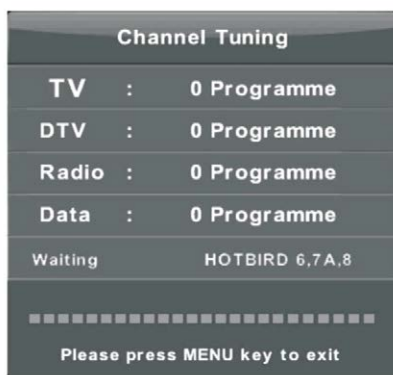 Channel Tuning
TV : 0 Programme
DTV : 0 Programme
Radio : 0 Programme
Data : 0 Programme
Waiting HOTBIRD 6,7A,8
Please press MENU key to exit